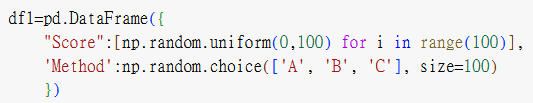 df1=pd.DataFrame({
    "Score":[np.random.uniform(0,100) for i in range(100)],
    'Method':np.random.choice(['A', 'B', 'C'], size=100)
    })